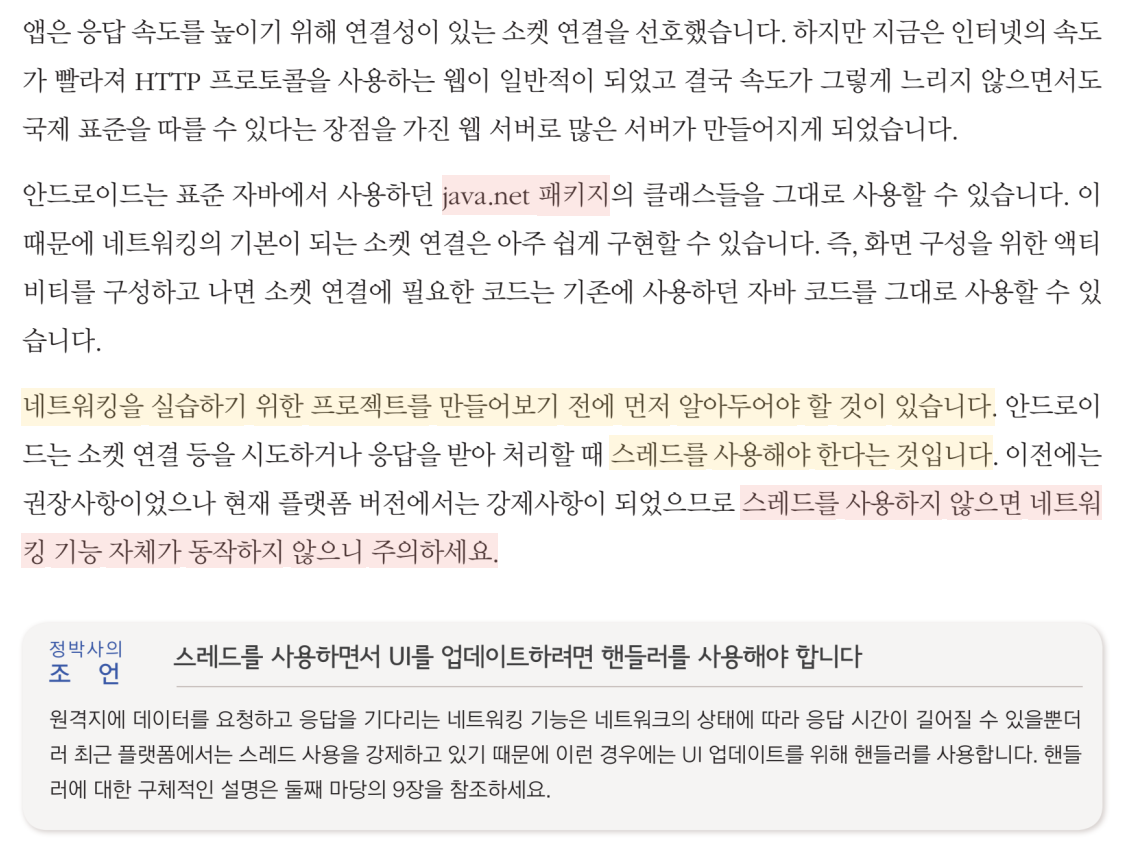 앱은 응답 속도를 높이기 위해 연결성이 있는 소켓 연결을 선호했습니다. 하지만 지금은 인터넷의 속도
가 빨라져 HTTP 프로토콜을 사용하는 웹이 일반적이 되었고 결국 속도가 그렇게 느리지 않으면서도
국제 표준을 따를 수 있다는 장점을 가진 웹 서버로 많은 서버가 만들어지게 되었습니다.
안드로이드는 표준 자바에서 사용하던 java.net 패키지의 클래스들을 그대로 사용할 수 있습니다. 이
때문에 네트워킹의 기본이 되는 소켓 연결은 아주 쉽게 구현할 수 있습니다. 즉, 화면 구성을 위한 액티
비티를 구성하고 나면 소켓 연결에 필요한 코드는 기존에 사용하던 자바 코드를 그대로 사용할 수 있
습니다.
네트워킹을 실습하기 위한 프로젝트를 만들어보기 전에 먼저 알아두어야 할 것이 있습니다. 안드로이
드는 소켓 연결 등을 시도하거나 응답을 받아 처리할 때 스레드를 사용해야 한다는 것입니다. 이전에는
권장사항이었으나 현재 플랫폼 버전에서는 강제사항이 되었으므로 스레드를 사용하지 않으면 네트워
킹 기능 자체가 동작하지 않으니 주의하세요.
정박사의
조 언
스레드를 사용하면서 UI를 업데이트하려면 핸들러를 사용해야 합니다
원격지에 데이터를 요청하고 응답을 기다리는 네트워킹 기능은 네트워크의 상태에 따라 응답 시간이 길어질 수 있을뿐더
러 최근 플랫폼에서는 스레드 사용을 강제하고 있기 때문에 이런 경우에는 UI 업데이트를 위해 핸들러를 사용합니다. 핸들
러에 대한 구체적인 설명은 둘째 마당의 9장을 참조하세요.